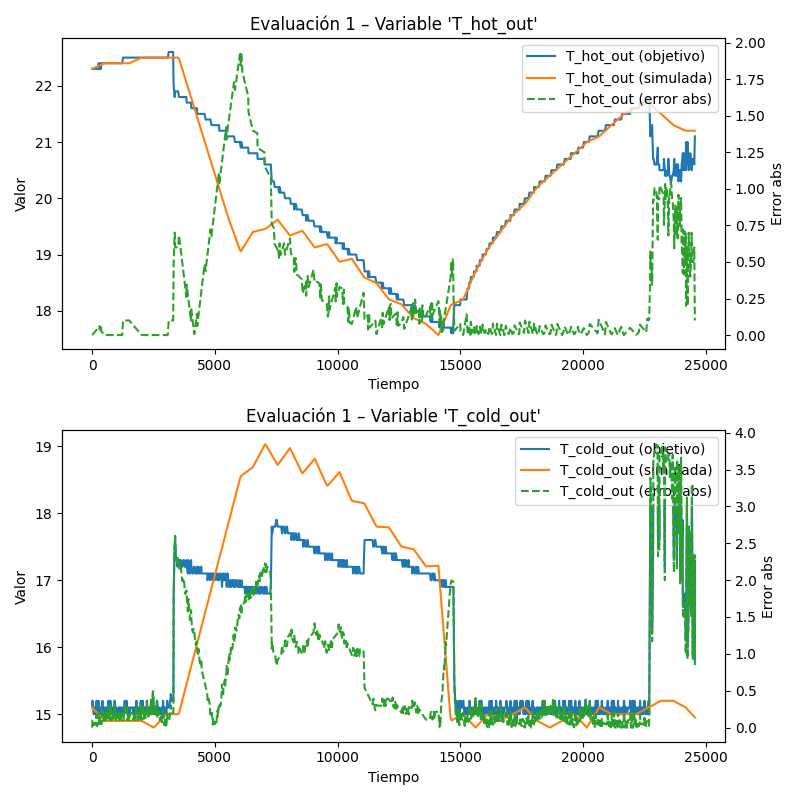 Evaluación 1 – Variable 'T_hot_out'
T_hot_out (objetivo)
T_hot_out (simulada)
T_hot_out (error abs)
Valor
22
21
20
19
18
2.00
1.75
1.50
1.25
1.00
0.75
0.50
0.25
0.00
Error abs
0 5000 10000 15000 20000 25000
Tiempo
Evaluación 1 – Variable 'T_cold_out'
T_cold_out (objetivo)
T_cold_out (simulada)
T_cold_out (error abs)
Valor
19
18
17
16
15
4.0
3.5
3.0
2.5
2.0
1.5
1.0
0.5
0.0
Error abs
0 5000 10000 15000 20000 25000
Tiempo